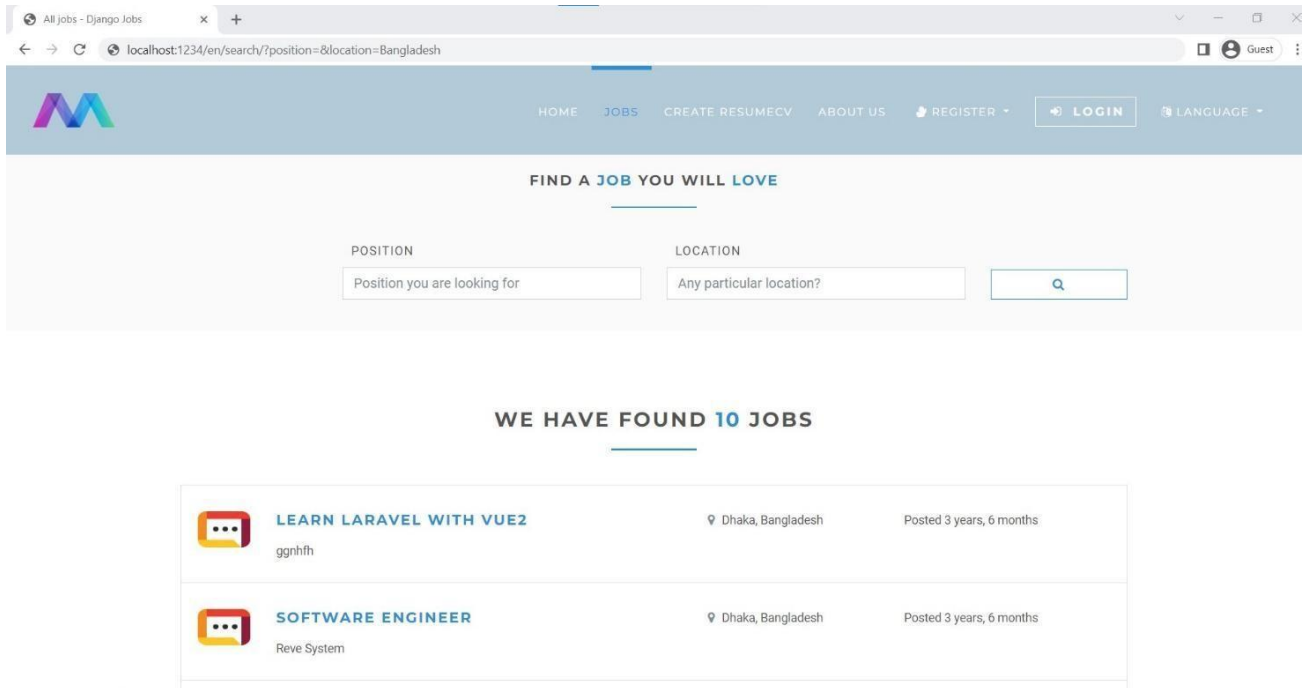 All jobs - Django Jobs
localhost:1234/en/search/?position=&location=Bangladesh
Guest
HOME JOBS CREATE RESUMECV ABOUT US REGISTER LOGIN LANGUAGE
FIND A JOB YOU WILL LOVE
POSITION LOCATION
Position you are looking for Any particular location?
WE HAVE FOUND 10 JOBS
LEARN LARAVEL WITH VUE2 Dhaka, Bangladesh Posted 3 years, 6 months
ggnhfh
SOFTWARE ENGINEER Dhaka, Bangladesh Posted 3 years, 6 months
Reve System